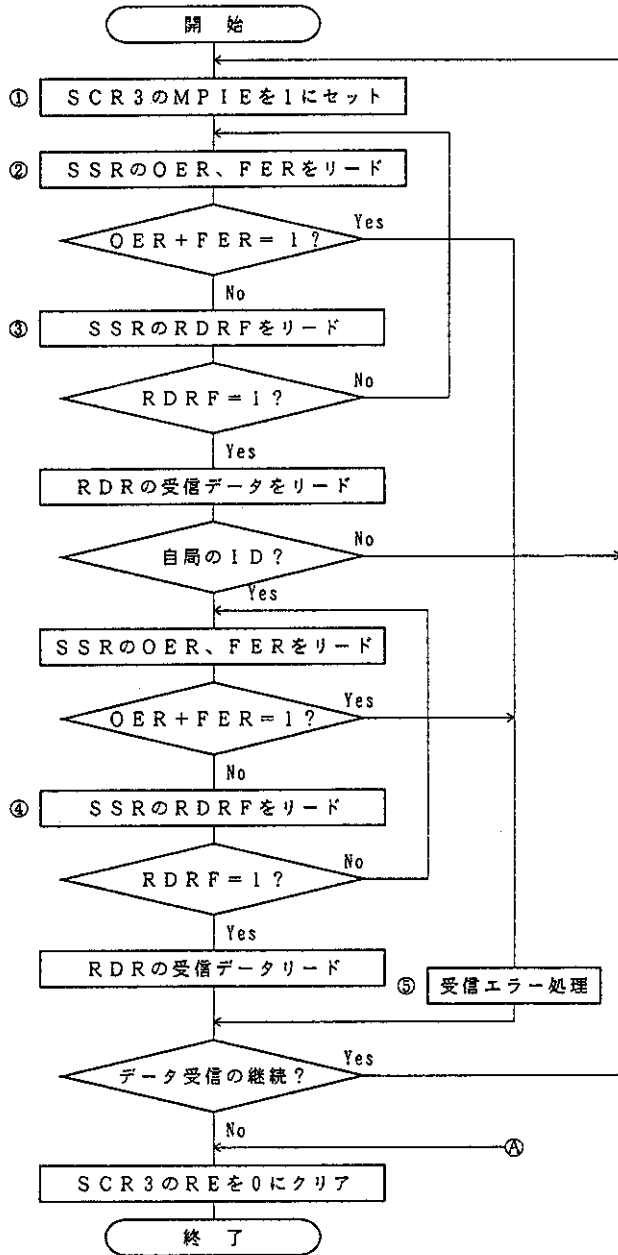 開 始
① SCR3のMPIEを1にセット
② SSRのOER、FERをリード
OER+FER=1?
Yes
No
③ SSRのRDRFをリード
RDRF=1?
No
Yes
RDRの受信データをリード
自局のID?
No
Yes
SSRのOER、FERをリード
OER+FER=1?
Yes
No
④ SSRのRDRFをリード
RDRF=1?
No
Yes
RDRの受信データリード
⑤ 受信エラー処理
データ受信の継続?
Yes
No
Ⓐ
SCR3のREを0にクリア
終 了